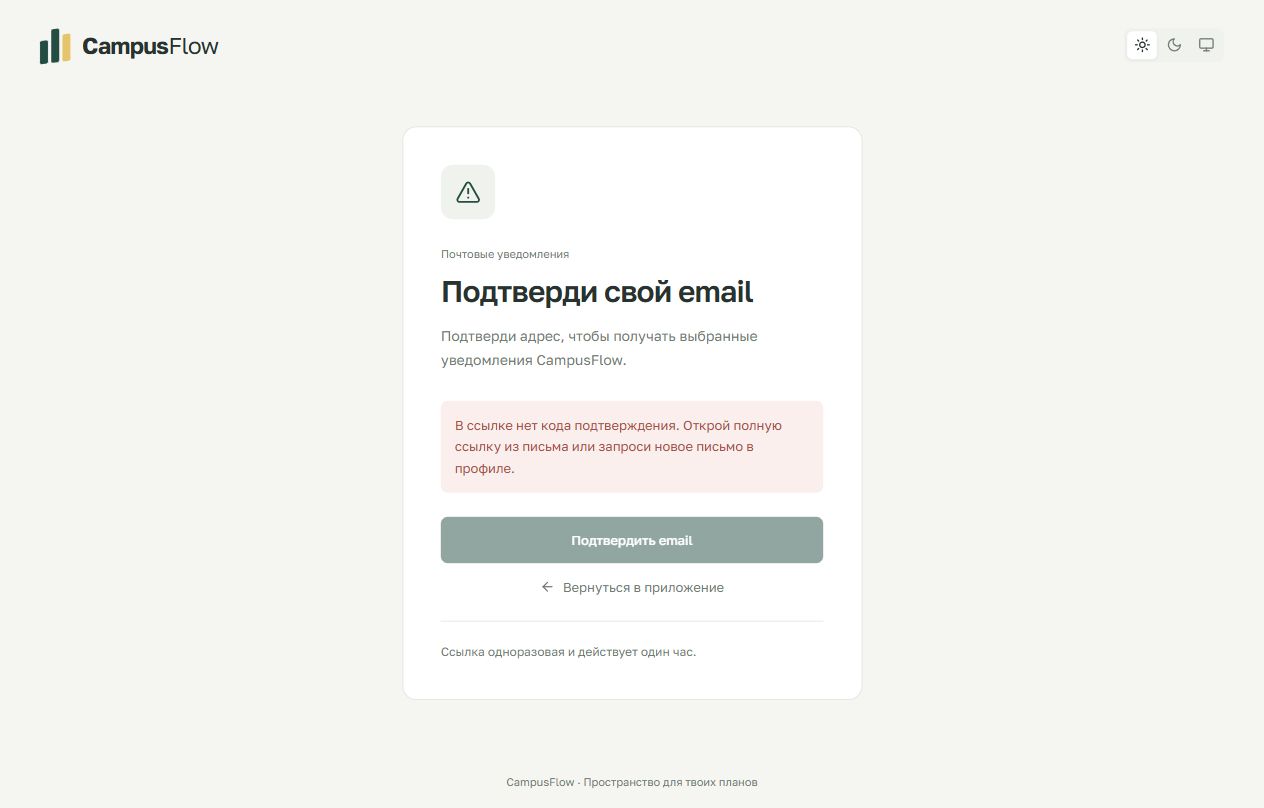 CampusFlow
Почтовые уведомления
Подтверди свой email
Подтверди адрес, чтобы получать выбранные
уведомления CampusFlow.
В ссылке нет кода подтверждения. Открой полную
ссылку из письма или запроси новое письмо в
профиле.
Подтвердить email
Вернуться в приложение
Ссылка одноразовая и действует один час.
CampusFlow · Пространство для твоих планов